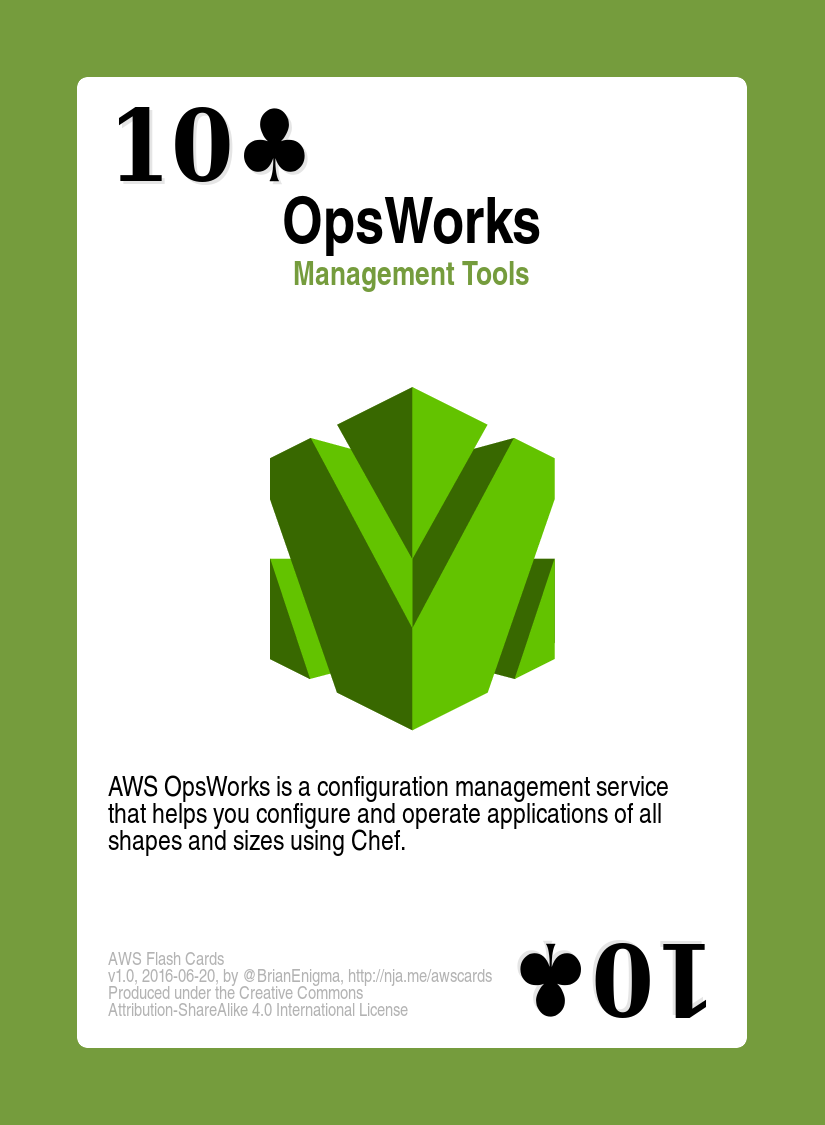 10♣
OpsWorks
Management Tools
AWS OpsWorks is a configuration management service
that helps you configure and operate applications of all
shapes and sizes using Chef.
AWS Flash Cards
v1.0, 2016-06-20, by @BrianEnigma, http://nja.me/awscards
Produced under the Creative Commons
Attribution-ShareAlike 4.0 International License
10♣